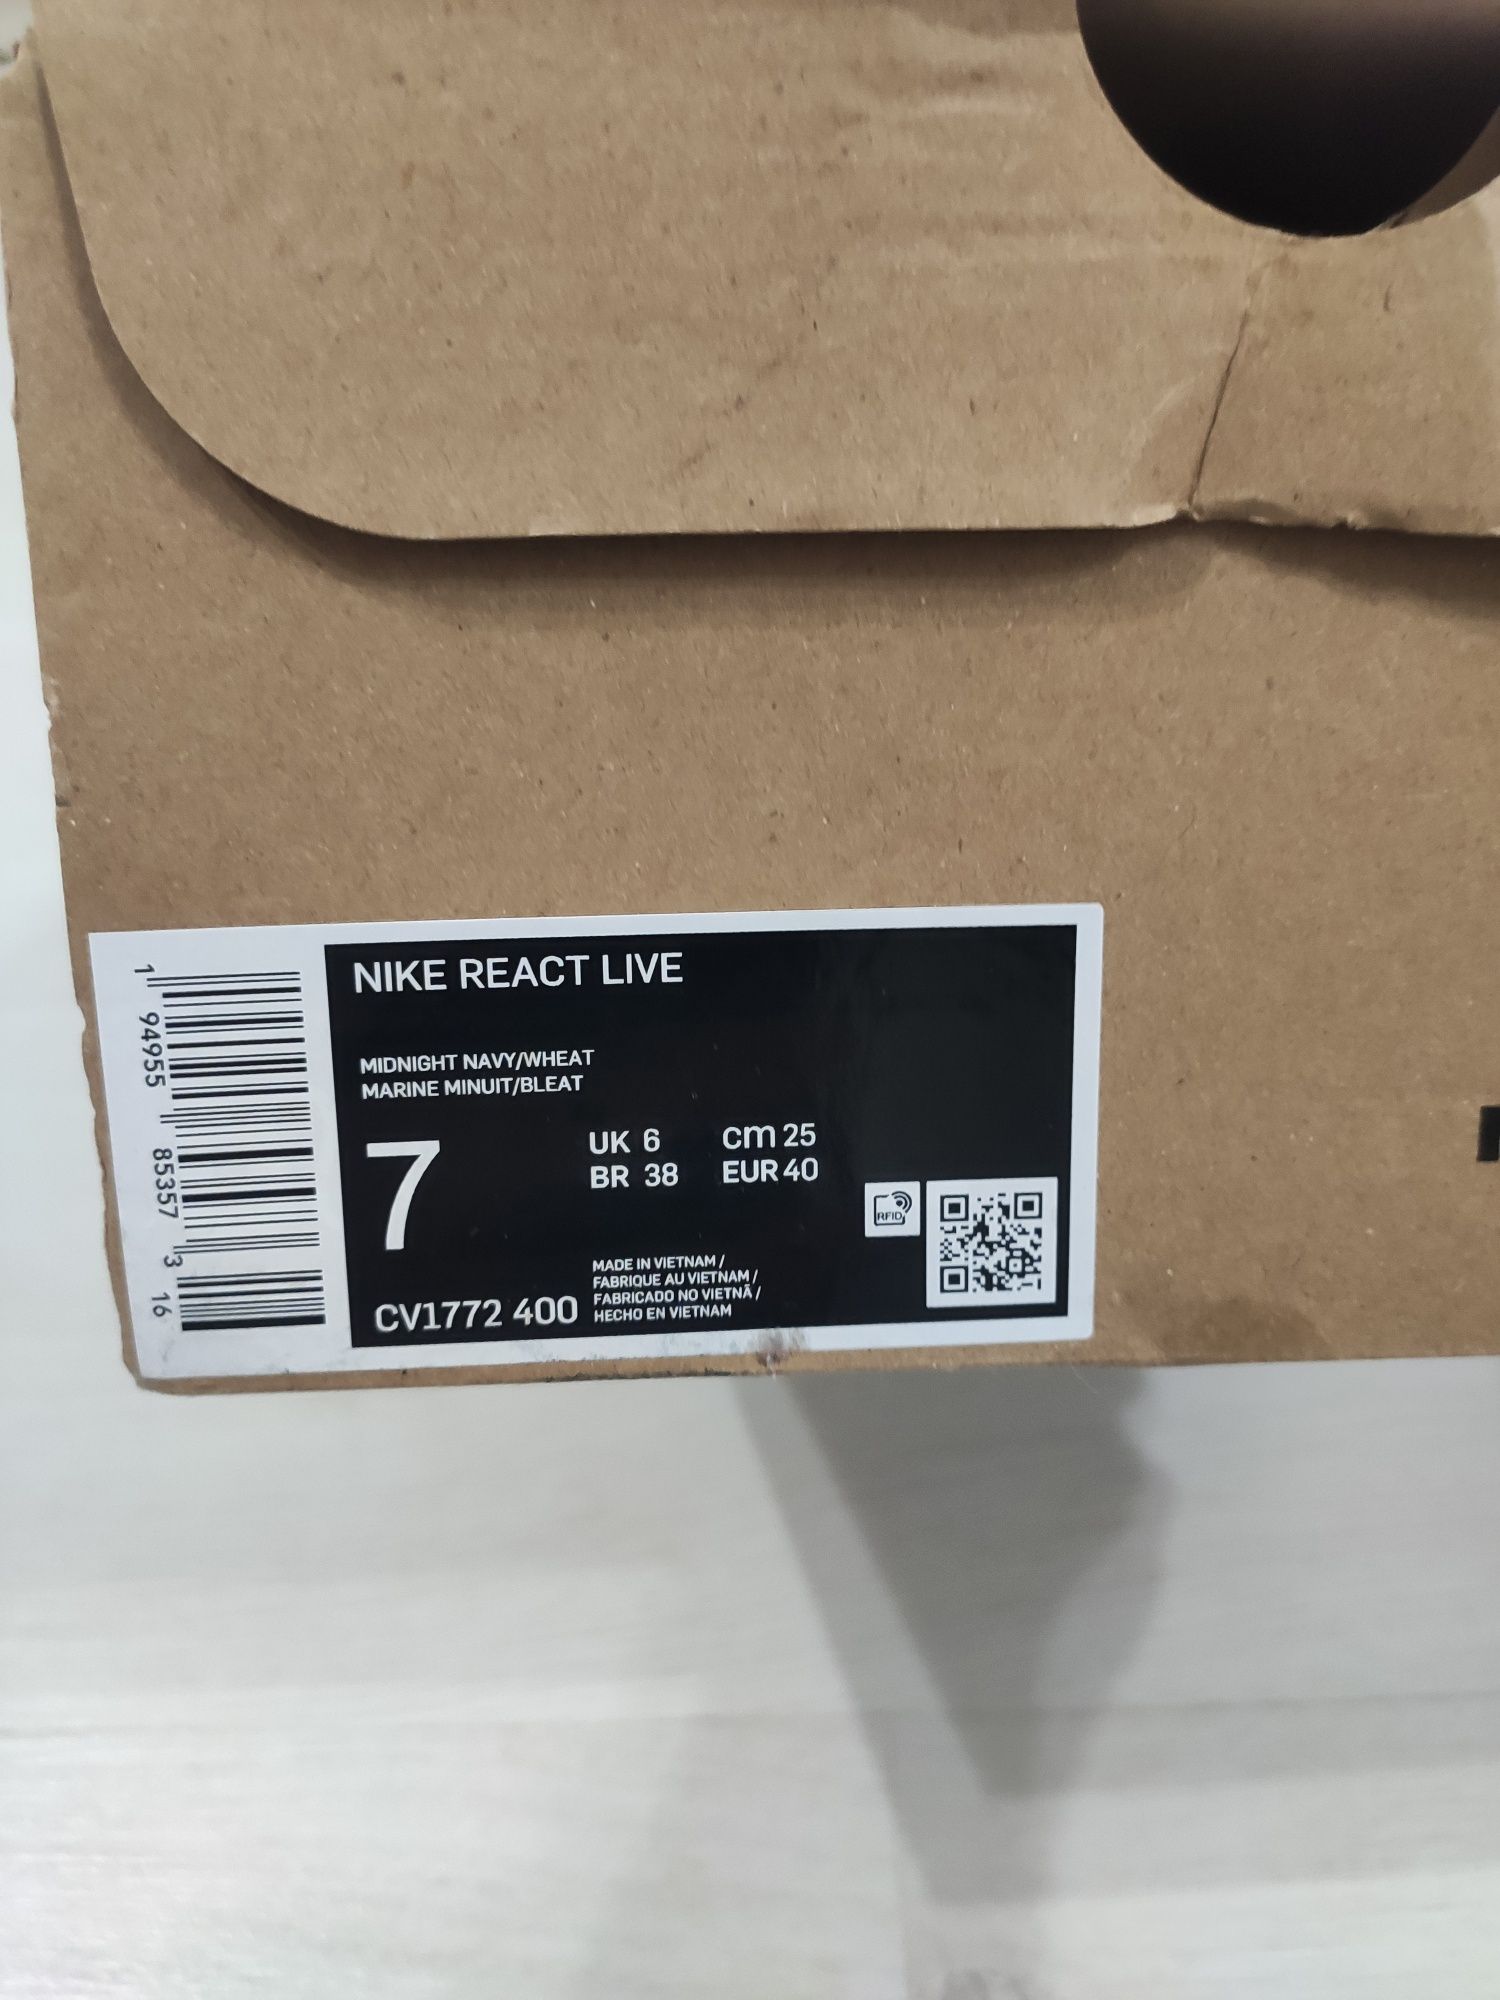 NIKE REACT LIVE
MIDNIGHT NAVY/WHEAT
MARINE MINUIT/BLEAT
7
UK 6 cm 25
BR 38 EUR 40
RFID
MADE IN VIETNAM /
FABRIQUE AU VIETNAM /
FABRICADO NO VIETNÃ /
HECHO EN VIETNAM
CV1772 400
1 94955 85357 3 16